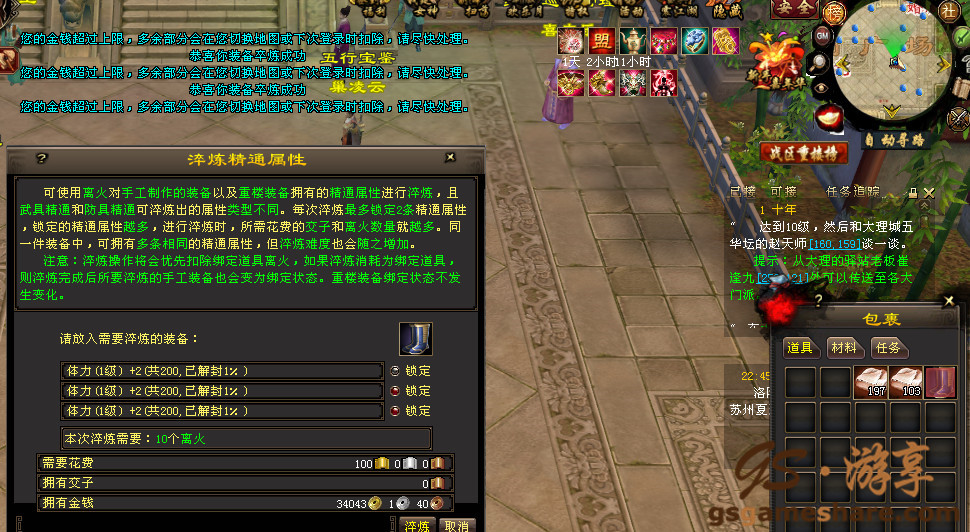 您的金钱超过上限，多余部分会在您切换地图或下次登录时扣除，请尽快处理。
恭喜你装备淬炼成功
五行宝鉴
您的金钱超过上限，多余部分会在您切换地图或下次登录时扣除，请尽快处理。
恭喜你装备淬炼成功
巢凌云
您的金钱超过上限，多余部分会在您切换地图或下次登录时扣除，请尽快处理。
隐藏
安全
榜
社
盟
GM
1天 2小时1小时
自动寻路
战区重楼榜
淬炼精通属性
可使用离火对手工制作的装备以及重楼装备拥有的精通属性进行淬炼，且
武具精通和防具精通可淬炼出的属性类型不同。每次淬炼最多锁定2条精通属性
，锁定的精通属性越多，进行淬炼时，所需花费的交子和离火数量就越多。同
一件装备中，可拥有多条相同的精通属性，但淬炼难度也会随之增加。
注意：淬炼操作将会优先扣除绑定道具离火，如果淬炼消耗为绑定道具，
则淬炼完成后所要淬炼的手工装备也会变为绑定状态。重楼装备绑定状态不发
生变化。
请放入需要淬炼的装备：
体力(1级) +2(共200,已解封1% )
锁定
体力(1级) +2(共200,已解封1% )
锁定
体力(1级) +2(共200,已解封1% )
锁定
本次淬炼需要：10个离火
需要花费
100 0 0
拥有交子
0
拥有金钱
34043 1 40
淬炼
取消
已接 可接 任务追踪
1 十年
" 达到10级，然后和大理城五
华坛的赵天师[160,159]谈一谈。
提示：从大理的驿站老板崔
逢九处可以传送至各大
门派
22:45
洛阳
苏州夏
包裹
道具
材料
任务
197
103
GS·游享
gsgameshare.com